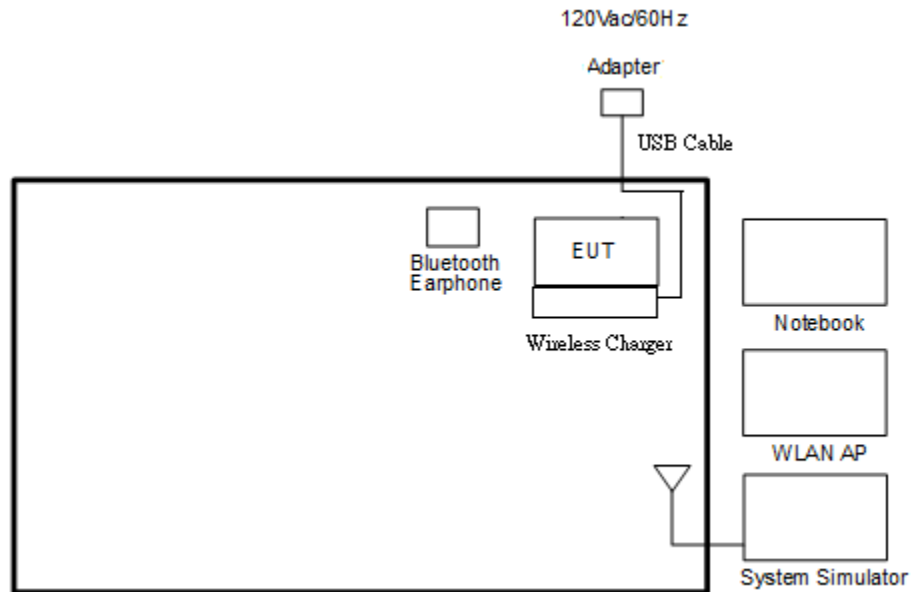 120Vac/60Hz
Adapter
USB Cable
Bluetooth
Earphone
EUT
Wireless Charger
Notebook
WLAN AP
System Simulator